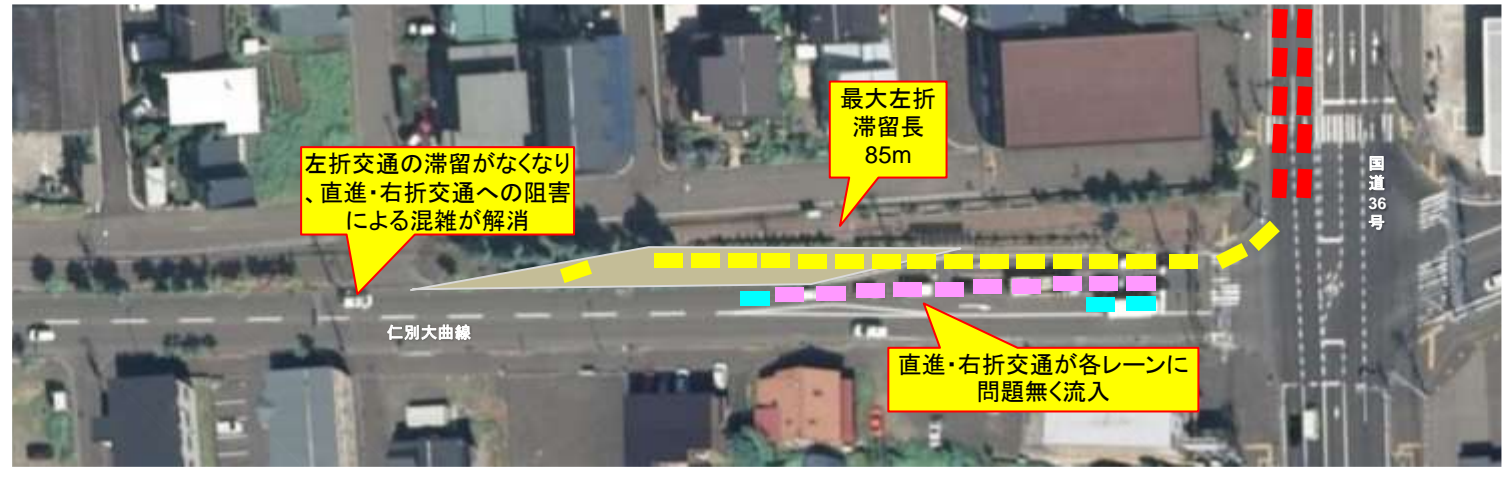 最大左折
滞留長
85m
左折交通の滞留がなくなり
、直進・右折交通への阻害
による混雑が解消
国道36号
仁別大曲線
直進・右折交通が各レーンに
問題無く流入